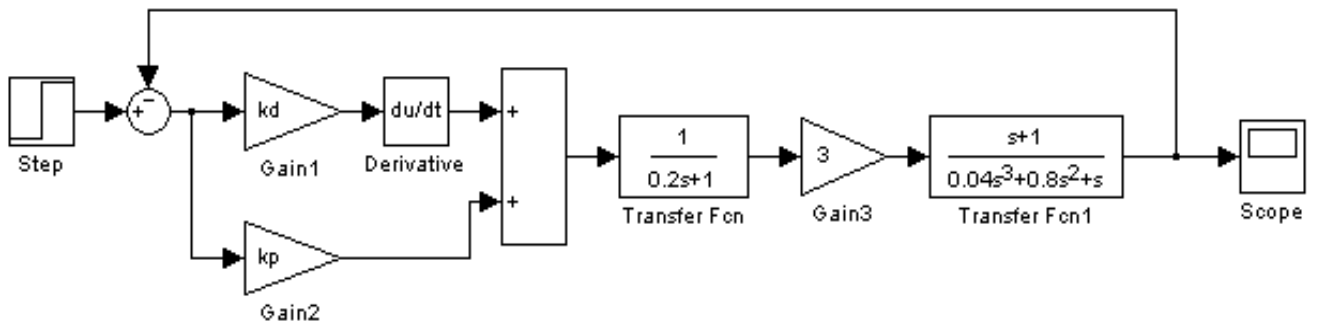 Step
+
−
kd
Gain1
du/dt
Derivative
kp
Gain2
+
+
1
0.2s+1
Transfer Fcn
3
Gain3
s+1
0.04s³+0.8s²+s
Transfer Fcn1
Scope